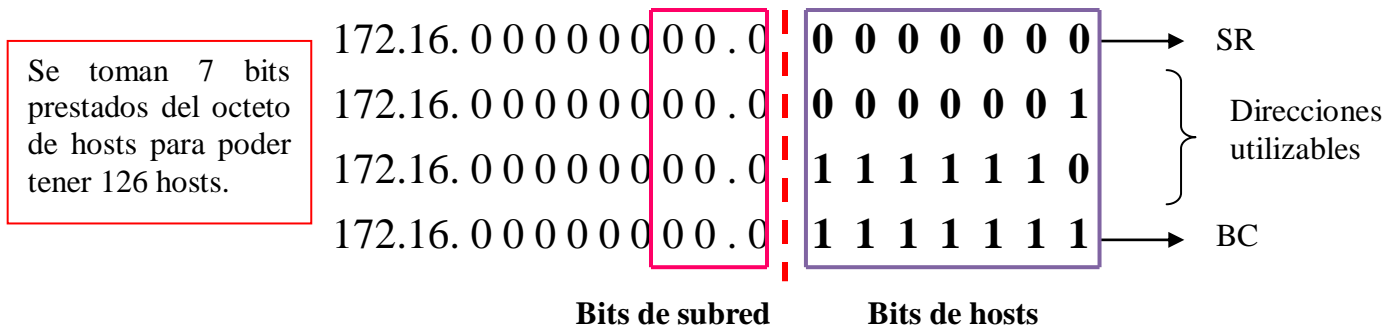 Se toman 7 bits
prestados del octeto
de hosts para poder
tener 126 hosts.
172.16. 0 0 0 0 0 0 0 0 . 0 0 0 0 0 0 0 0 SR
172.16. 0 0 0 0 0 0 0 0 . 0 0 0 0 0 0 0 1
172.16. 0 0 0 0 0 0 0 0 . 0 1 1 1 1 1 1 0
172.16. 0 0 0 0 0 0 0 0 . 0 1 1 1 1 1 1 1 BC
Direcciones
utilizables
Bits de subred Bits de hosts